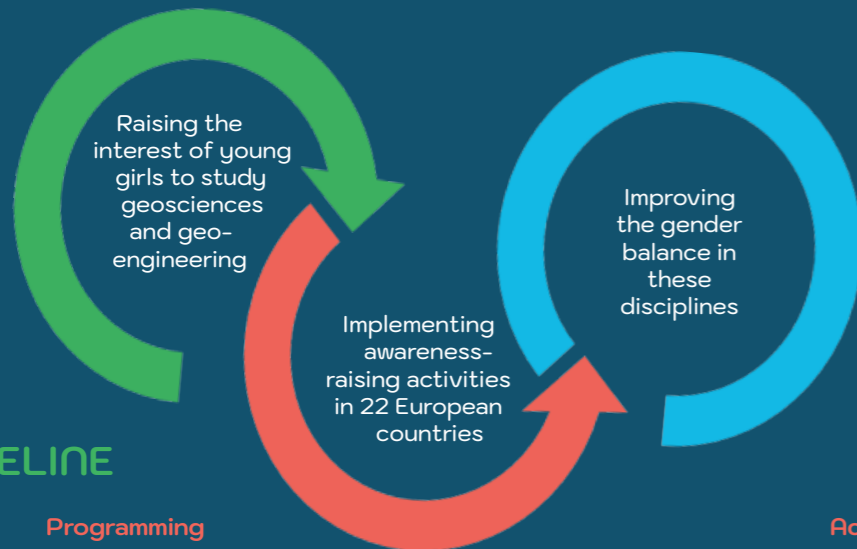 Raising the
interest of young
girls to study
geosciences
and geo-
engineering
Implementing
awareness-
raising activities
in 22 European
countries
Improving
the gender
balance in
these
disciplines
ELINE
Programming